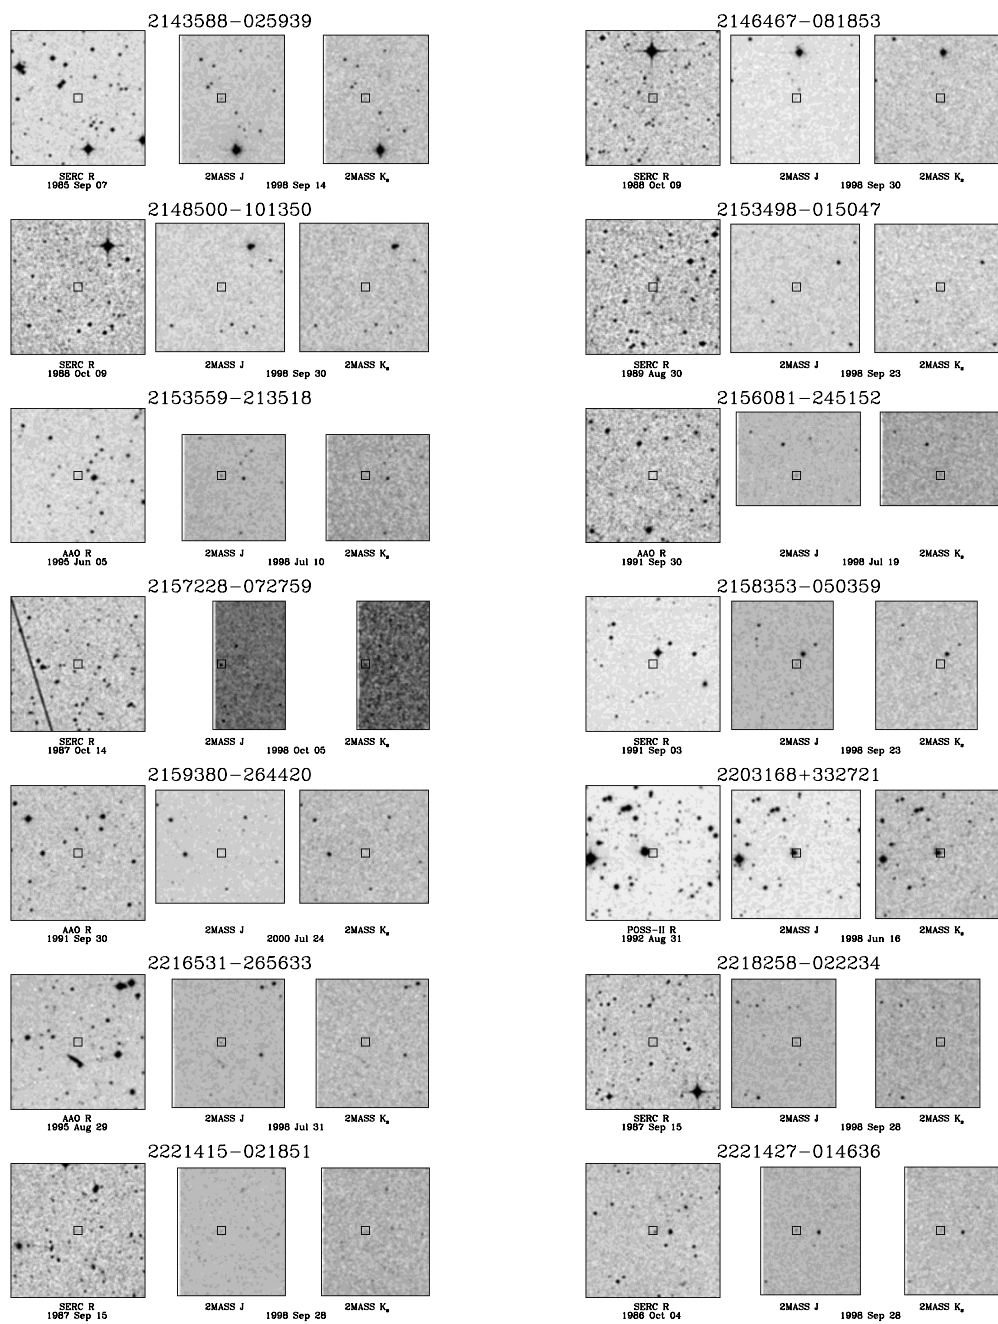 2143588-025939
SERC R
1985 Sep 07
2MASS J
1998 Sep 14
2MASS Ks
2146467-081853
SERC R
1988 Oct 09
2MASS J
1998 Sep 30
2MASS Ks
2148500-101350
SERC R
1988 Oct 09
2MASS J
1998 Sep 30
2MASS Ks
2153498-015047
SERC R
1989 Aug 30
2MASS J
1998 Sep 23
2MASS Ks
2153559-213518
AAO R
1995 Jun 05
2MASS J
1998 Jul 10
2MASS Ks
2156081-245152
AAO R
1991 Sep 30
2MASS J
1998 Jul 19
2MASS Ks
2157228-072759
SERC R
1987 Oct 14
2MASS J
1998 Oct 05
2MASS Ks
2158353-050359
SERC R
1991 Sep 03
2MASS J
1998 Sep 23
2MASS Ks
2159380-264420
AAO R
1991 Sep 30
2MASS J
2000 Jul 24
2MASS Ks
2203168+332721
POSS-II R
1992 Aug 31
2MASS J
1998 Jun 16
2MASS Ks
2216531-265633
AAO R
1995 Aug 29
2MASS J
1998 Jul 31
2MASS Ks
2218258-022234
SERC R
1987 Sep 15
2MASS J
1998 Sep 28
2MASS Ks
2221415-021851
SERC R
1987 Sep 15
2MASS J
1998 Sep 28
2MASS Ks
2221427-014636
SERC R
1986 Oct 04
2MASS J
1998 Sep 28
2MASS Ks